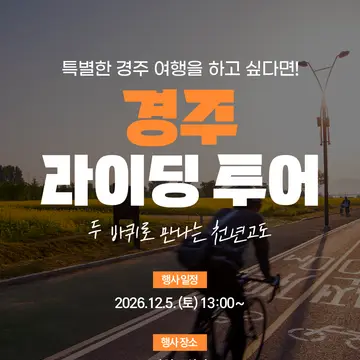 특별한 경주 여행을 하고 싶다면!
경주
라이딩 투어
두 바퀴로 만나는 천년고도
행사 일정
2026.12.5. (토) 13:00~
행사 장소